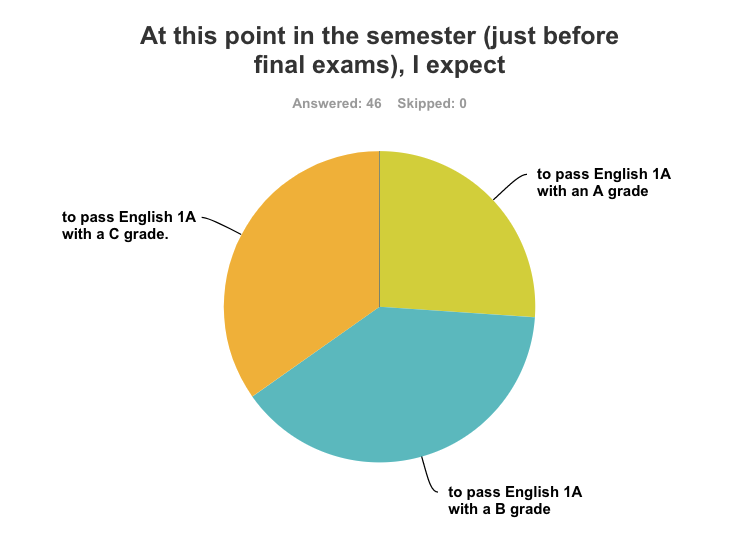 At this point in the semester (just before
final exams), I expect
Answered: 46 Skipped: 0
to pass English 1A
with an A grade
to pass English 1A
with a C grade.
to pass English 1A
with a B grade